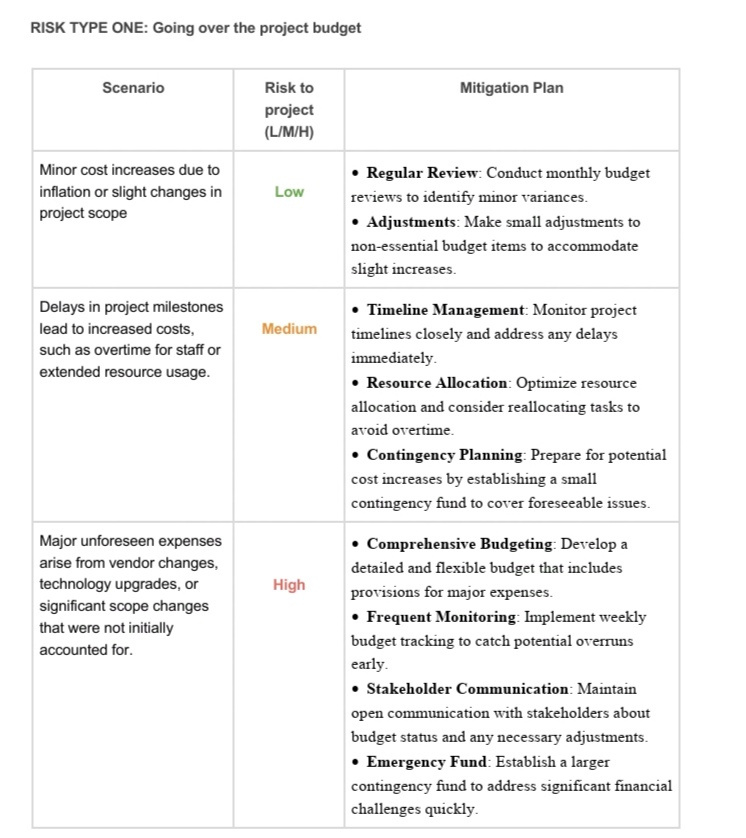 RISK TYPE ONE: Going over the project budget
Scenario
Risk to
project
(L/M/H)
Mitigation Plan
Minor cost increases due to
inflation or slight changes in
project scope
Low
• Regular Review: Conduct monthly budget
reviews to identify minor variances.
• Adjustments: Make small adjustments to
non-essential budget items to accommodate
slight increases.
Delays in project milestones
lead to increased costs,
such as overtime for staff or
extended resource usage.
Medium
• Timeline Management: Monitor project
timelines closely and address any delays
immediately.
• Resource Allocation: Optimize resource
allocation and consider reallocating tasks to
avoid overtime.
• Contingency Planning: Prepare for potential
cost increases by establishing a small
contingency fund to cover foreseeable issues.
Major unforeseen expenses
arise from vendor changes,
technology upgrades, or
significant scope changes
that were not initially
accounted for.
High
• Comprehensive Budgeting: Develop a
detailed and flexible budget that includes
provisions for major expenses.
• Frequent Monitoring: Implement weekly
budget tracking to catch potential overruns
early.
• Stakeholder Communication: Maintain
open communication with stakeholders about
budget status and any necessary adjustments.
• Emergency Fund: Establish a larger
contingency fund to address significant financial
challenges quickly.